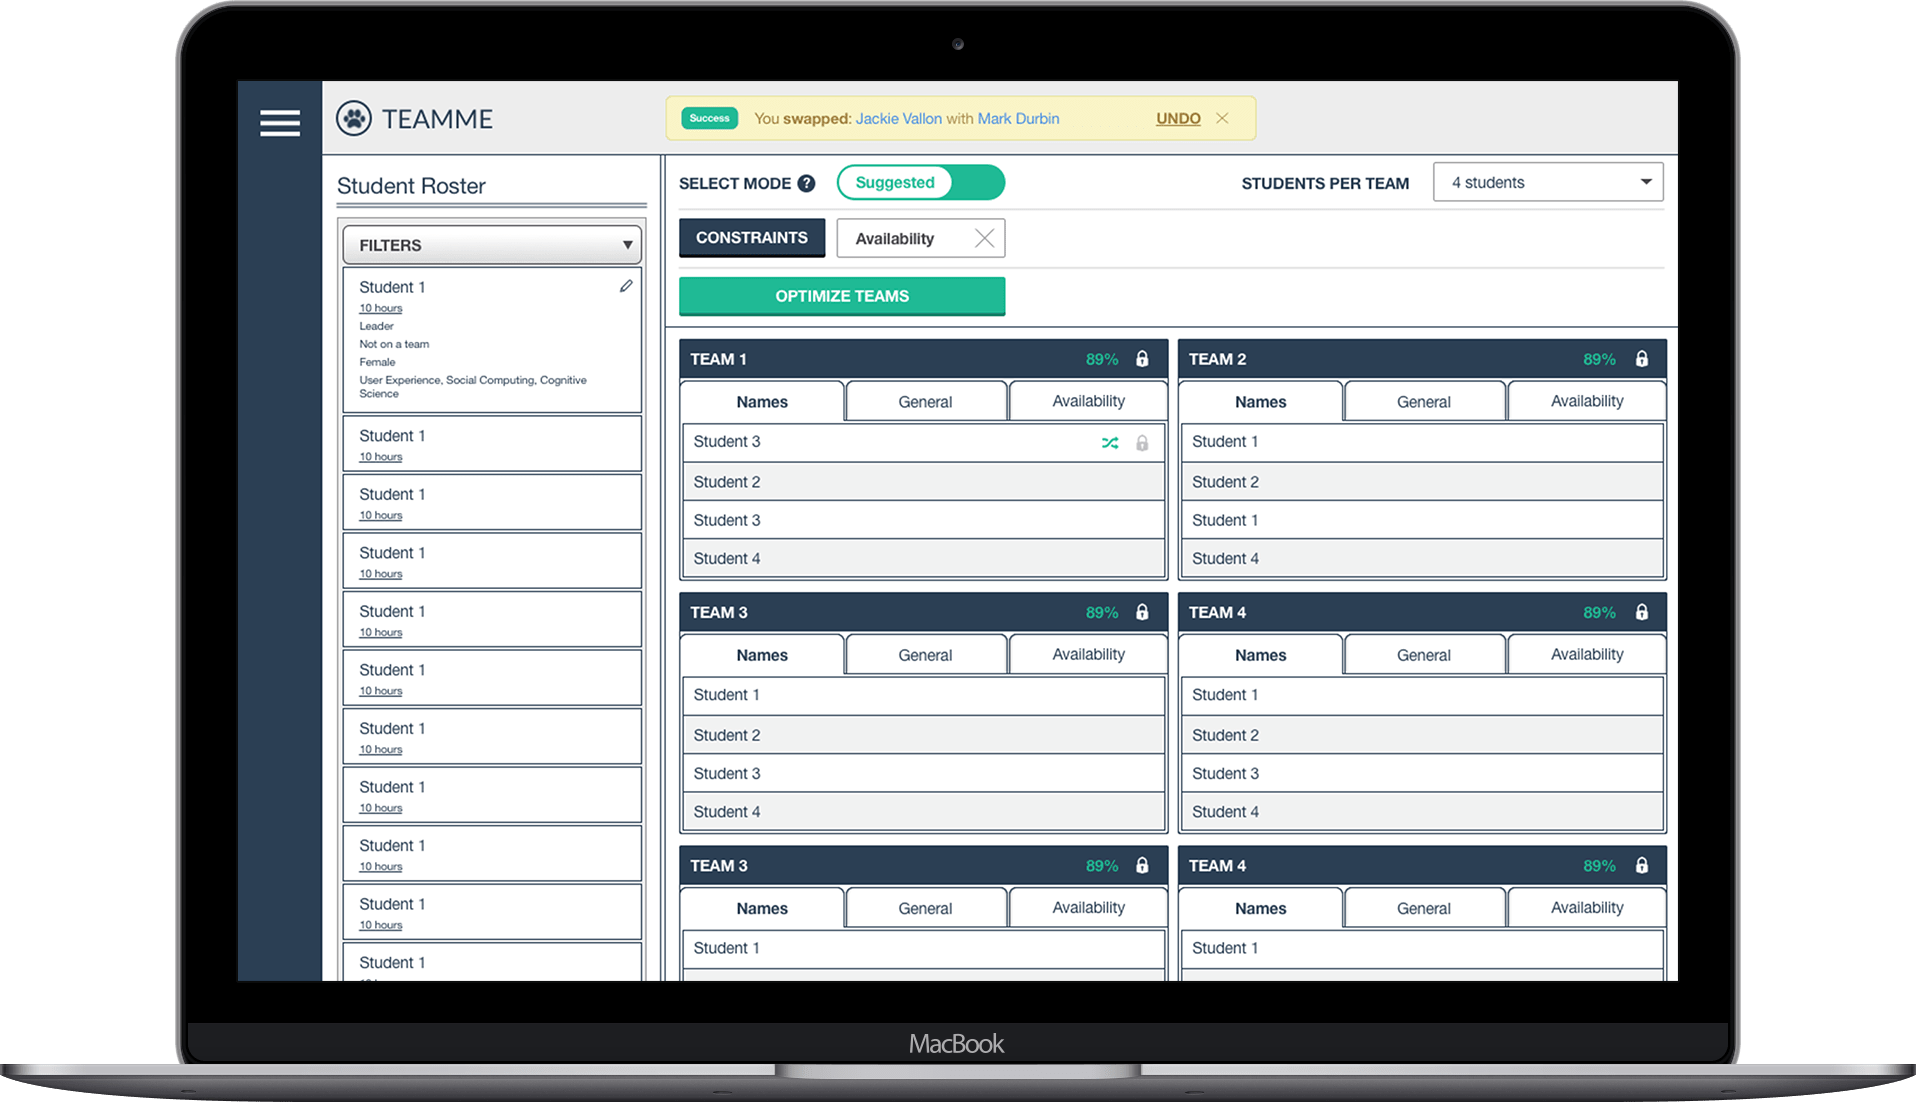 TEAMME
Success
You swapped: Jackie Vallon with Mark Durbin
UNDO
Student Roster
FILTERS
Student 1
10 hours
Leader
Not on a team
Female
User Experience, Social Computing, Cognitive
Science
Student 1
10 hours
Student 1
10 hours
Student 1
10 hours
Student 1
10 hours
Student 1
10 hours
Student 1
10 hours
Student 1
10 hours
Student 1
10 hours
Student 1
10 hours
Student 1
SELECT MODE ?
Suggested
STUDENTS PER TEAM
4 students
CONSTRAINTS
Availability
OPTIMIZE TEAMS
TEAM 1 89%
Names General Availability
Student 3
Student 2
Student 3
Student 4
TEAM 2 89%
Names General Availability
Student 1
Student 2
Student 1
Student 4
TEAM 3 89%
Names General Availability
Student 1
Student 2
Student 3
Student 4
TEAM 4 89%
Names General Availability
Student 1
Student 2
Student 3
Student 4
TEAM 3 89%
Names General Availability
Student 1
TEAM 4 89%
Names General Availability
Student 1
MacBook